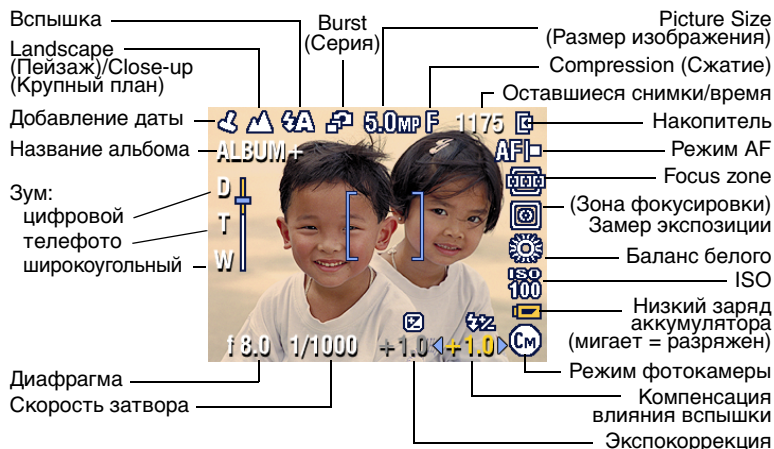 Вспышка
Landscape
(Пейзаж)/Close-up
(Крупный план)
Добавление даты
Название альбома
Зум:
цифровой
телефото
широкоугольный
Диафрагма
Скорость затвора
Burst
(Серия)
Picture Size
(Размер изображения)
Compression (Сжатие)
Оставшиеся снимки/время
Накопитель
Режим AF
Focus zone
(Зона фокусировки)
Замер экспозиции
Баланс белого
ISO
Низкий заряд
аккумулятора
(мигает = разряжен)
Режим фотокамеры
Компенсация
влияния вспышки
Экспокоррекция
A 5.0MP F 1175
ALBUM+ AF
D
T
W
ISO
100
f 8.0 1/1000 +1.0 +1.0 CM